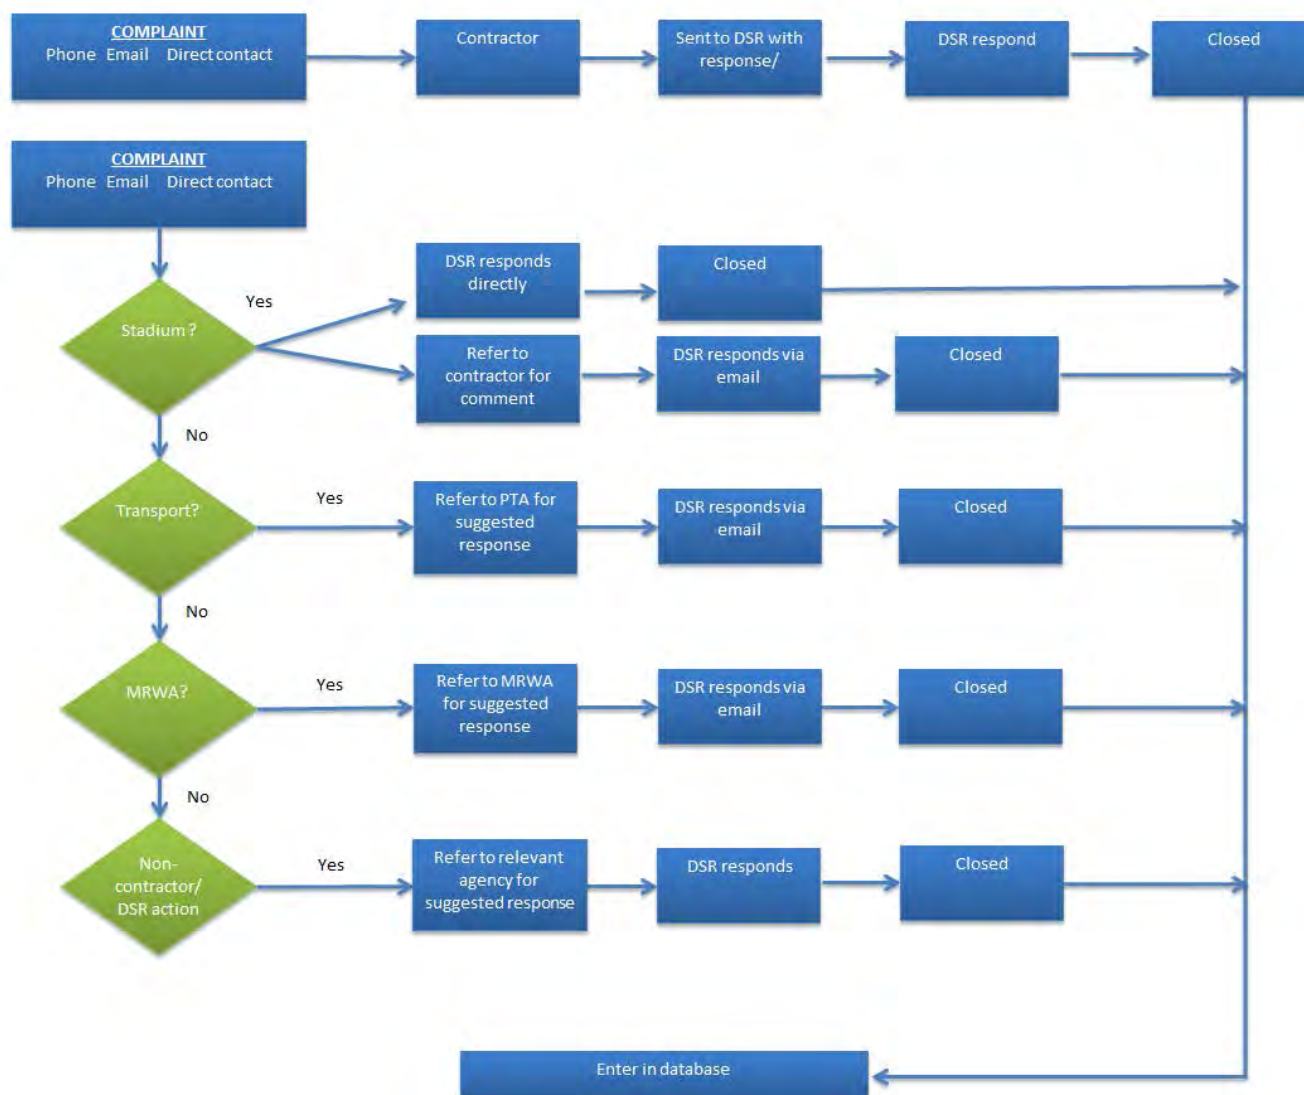 COMPLAINT
Phone Email Direct contact
Contractor
Sent to DSR with
response/
DSR respond
Closed
COMPLAINT
Phone Email Direct contact
Stadium ?
Yes
DSR responds
directly
Closed
Refer to
contractor for
comment
DSR responds via
email
Closed
No
Transport?
Yes
Refer to PTA for
suggested
response
DSR responds via
email
Closed
No
MRWA?
Yes
Refer to MRWA
for suggested
response
DSR responds via
email
Closed
No
Non-
contractor/
DSR action
Yes
Refer to relevant
agency for
suggested response
DSR responds
Closed
Enter in database